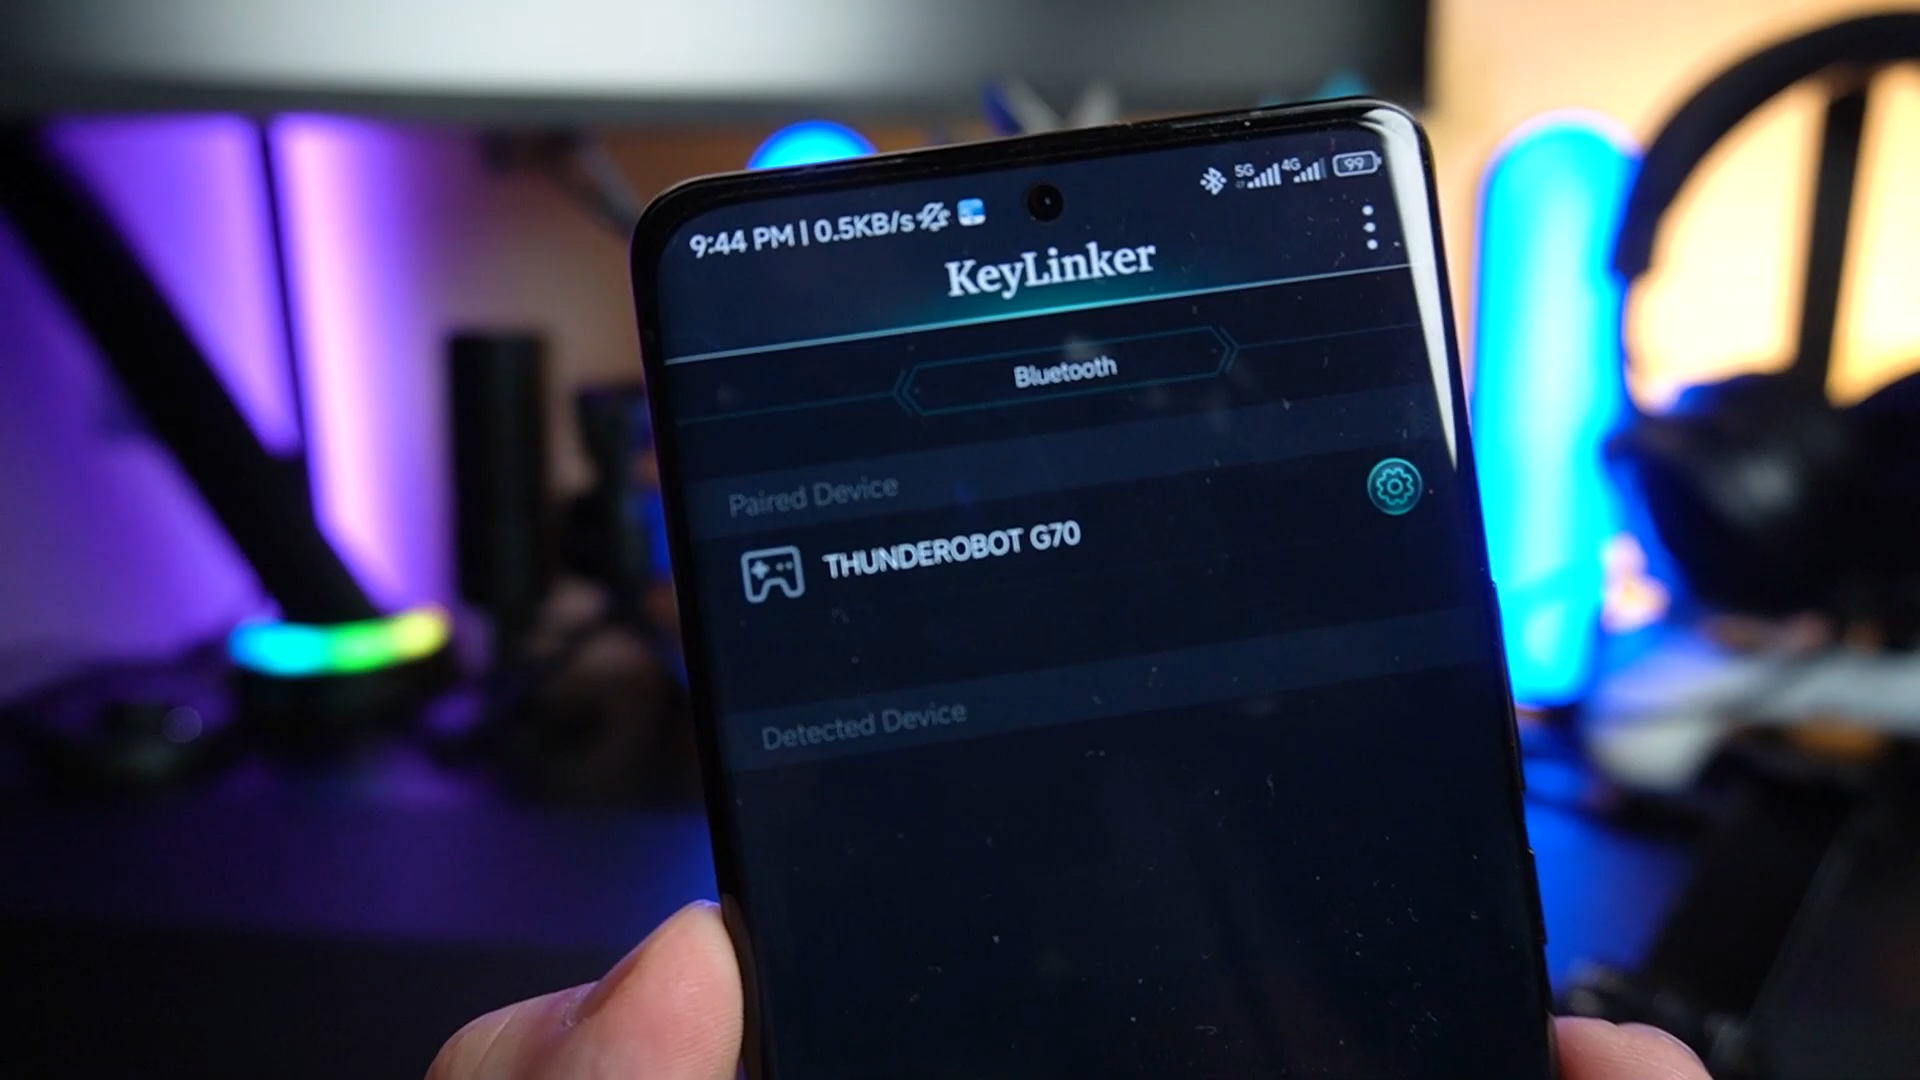 9:44 PM | 0.5KB/s 5G 4G 99
KeyLinker
Bluetooth
Paired Device
THUNDEROBOT G70
Detected Device